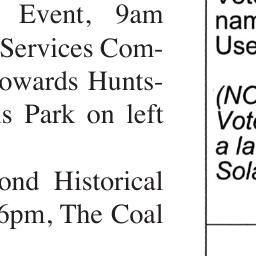 Event, 9am
Services Com-
owards Hunts-
s Park on left
ond Historical
6pm, The Coal
Vote
nam
Use
(NO
Vote
a la
Sola